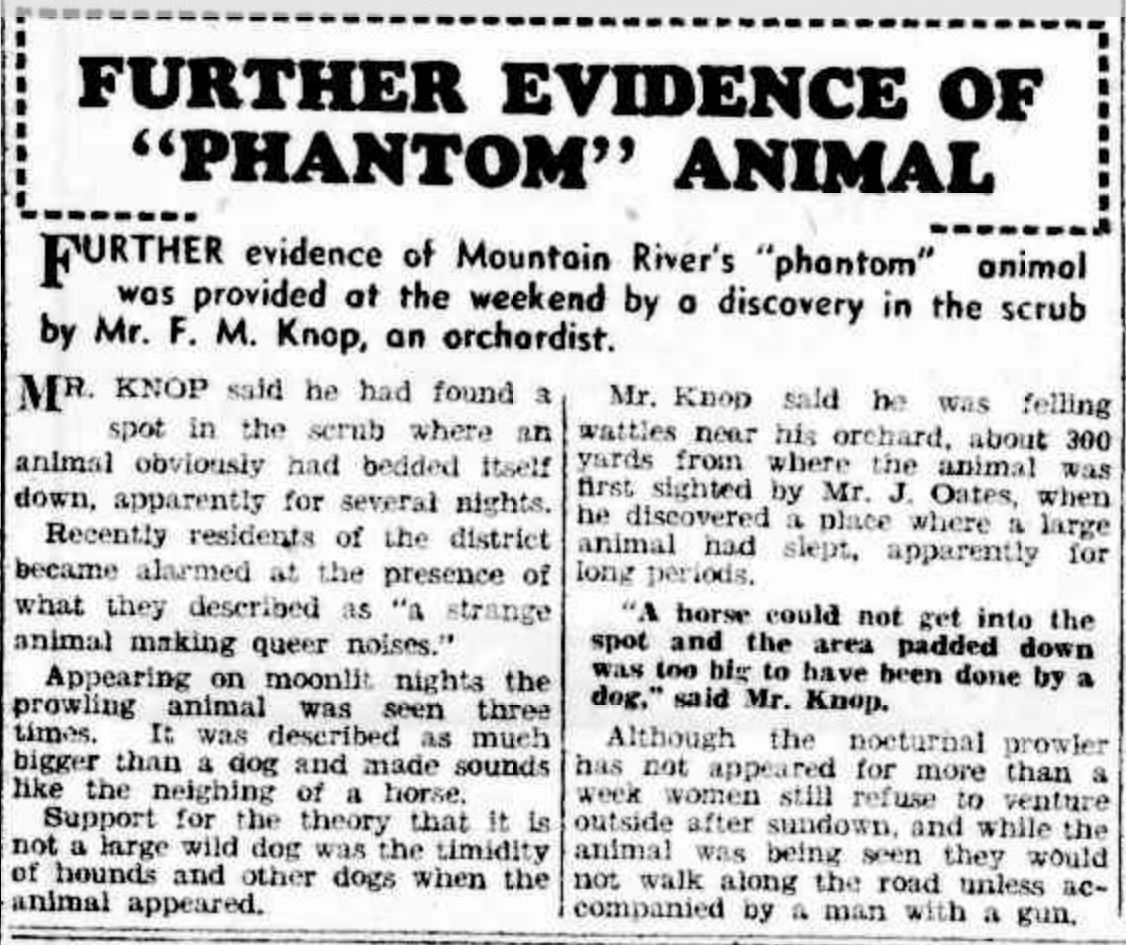 FURTHER EVIDENCE OF
"PHANTOM" ANIMAL
FURTHER evidence of Mountain River's "phantom" animal
was provided at the weekend by a discovery in the scrub
by Mr. F. M. Knop, an orchardist.
MR. KNOP said he had found a
spot in the scrub where an
animal obviously had bedded itself
down, apparently for several nights.
Recently residents of the district
became alarmed at the presence of
what they described as "a strange
animal making queer noises."
Appearing on moonlit nights the
prowling animal was seen three
times. It was described as much
bigger than a dog and made sounds
like the neighing of a horse.
Support for the theory that it is
not a large wild dog was the timidity
of hounds and other dogs when the
animal appeared.
Mr. Knop said he was felling
wattles near his orchard, about 300
yards from where the animal was
first sighted by Mr. J. Oates, when
he discovered a place where a large
animal had slept, apparently for
long periods.
"A horse could not get into the
spot and the area padded down
was too big to have been done by a
dog," said Mr. Knop.
Although the nocturnal prowler
has not appeared for more than a
week women still refuse to venture
outside after sundown, and while the
animal was being seen they would
not walk along the road unless ac-
companied by a man with a gun.